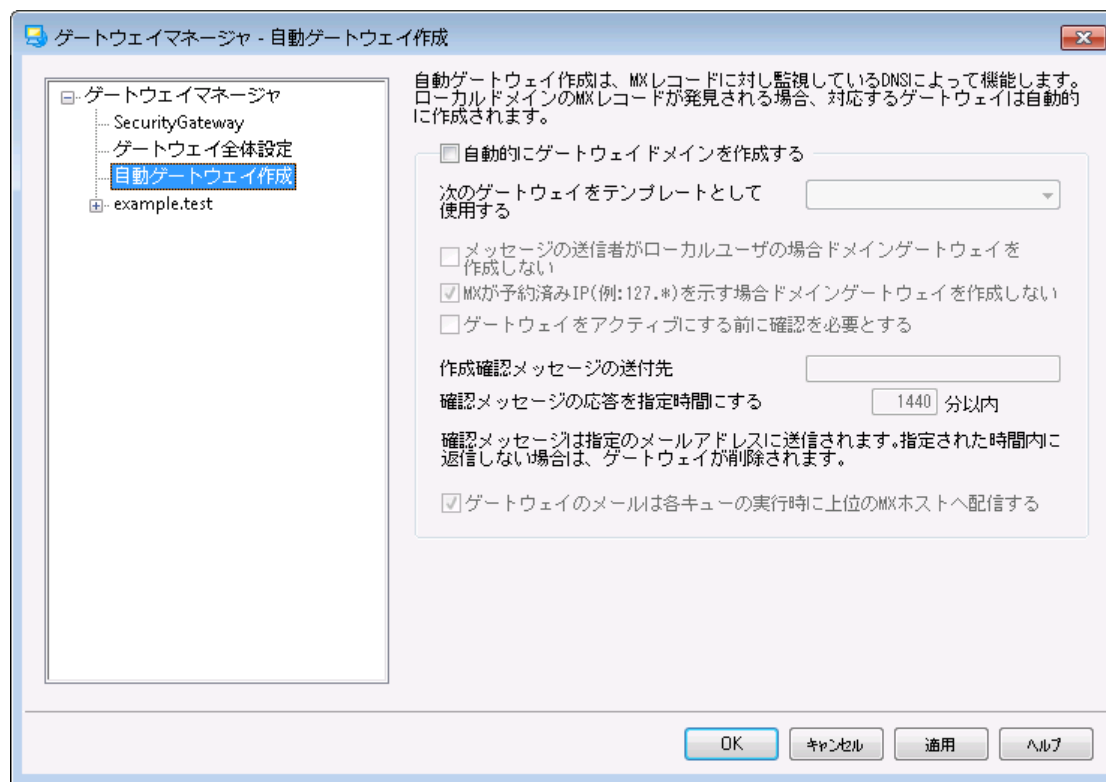 ゲートウェイマネージャ - 自動ゲートウェイ作成
ゲートウェイマネージャ
SecurityGateway
ゲートウェイ全体設定
自動ゲートウェイ作成
example.test
自動ゲートウェイ作成は、MXレコードに対し監視しているDNSによって機能します。
ローカルドメインのMXレコードが発見される場合、対応するゲートウェイは自動的
に作成されます。
自動的にゲートウェイドメインを作成する
次のゲートウェイをテンプレートとして
使用する
メッセージの送信者がローカルユーザの場合ドメインゲートウェイを
作成しない
MXが予約済みIP(例:127.*)を示す場合ドメインゲートウェイを作成しない
ゲートウェイをアクティブにする前に確認を必要とする
作成確認メッセージの送付先
確認メッセージの応答を指定時間にする 1440 分以内
確認メッセージは指定のメールアドレスに送信されます。指定された時間内に
返信しない場合は、ゲートウェイが削除されます。
ゲートウェイのメールは各キューの実行時に上位のMXホストへ配信する
OK キャンセル 適用 ヘルプ